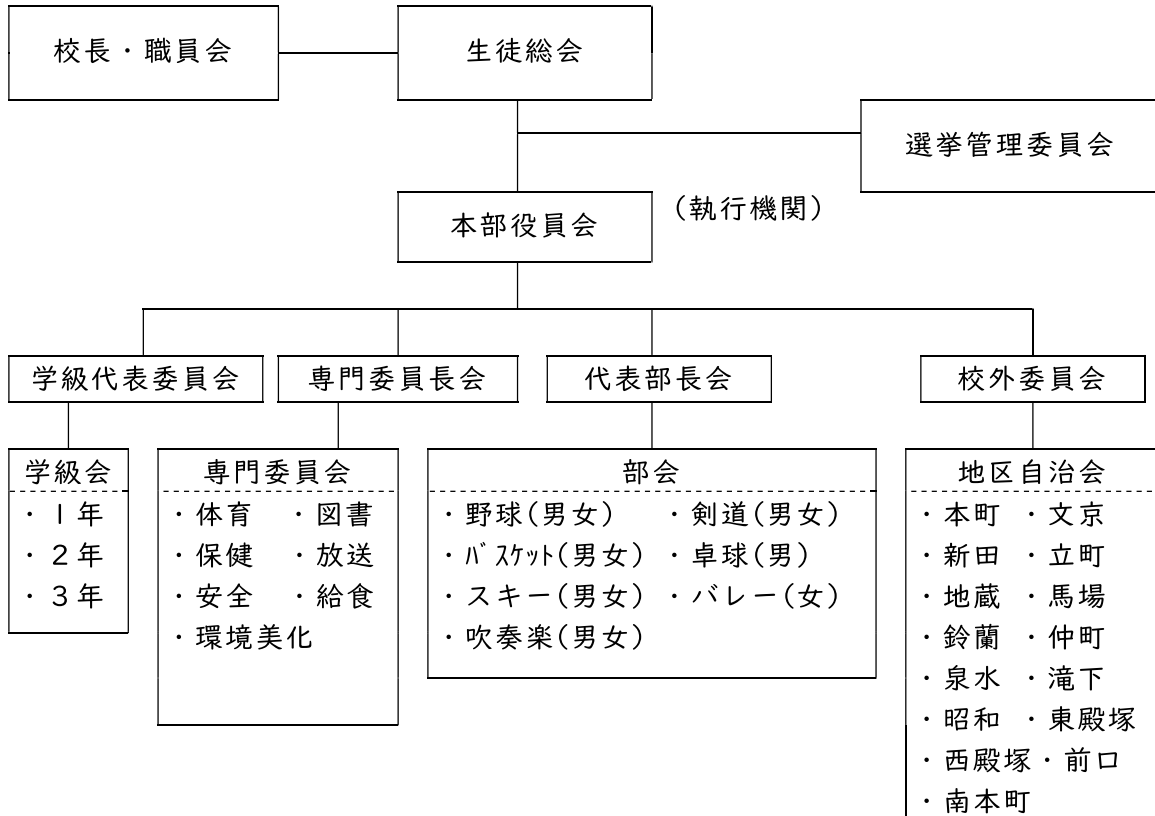 校長・職員会
生徒総会
選挙管理委員会
本部役員会
(執行機関)
学級代表委員会
専門委員長会
代表部長会
校外委員会
学級会
・1年
・2年
・3年
専門委員会
・体育 ・図書
・保健 ・放送
・安全 ・給食
・環境美化
部会
・野球(男女) ・剣道(男女)
・バスケット(男女) ・卓球(男)
・スキー(男女) ・バレー(女)
・吹奏楽(男女)
地区自治会
・本町 ・文京
・新田 ・立町
・地蔵 ・馬場
・鈴蘭 ・仲町
・泉水 ・滝下
・昭和 ・東殿塚
・西殿塚・前口
・南本町